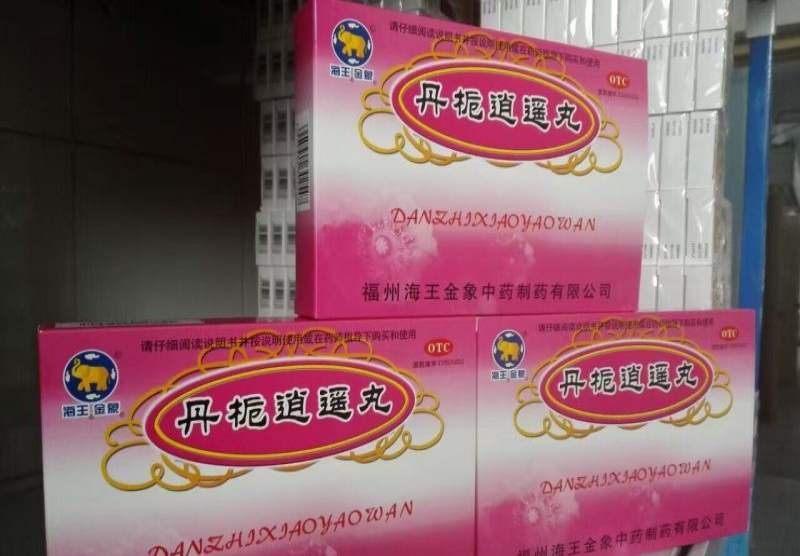 请仔细阅读说明书并按说明使用或在药师指导下购买和使用
海王金象
OTC
丹栀逍遥丸
DANZHIXIAOYAOWAN
福州海王金象中药制药有限公司
请仔细阅读说明书并按说明使用或在药师指导下购买和使用
海王金象
OTC
丹栀逍遥丸
DANZHIXIAOYAOWAN
请仔细阅读说明书并按说明使用或在药师指导下购买和使用
海王金象
OTC
丹栀逍遥丸
DANZHIXIAOYAOWAN
福州海王金象中药制药有限公司